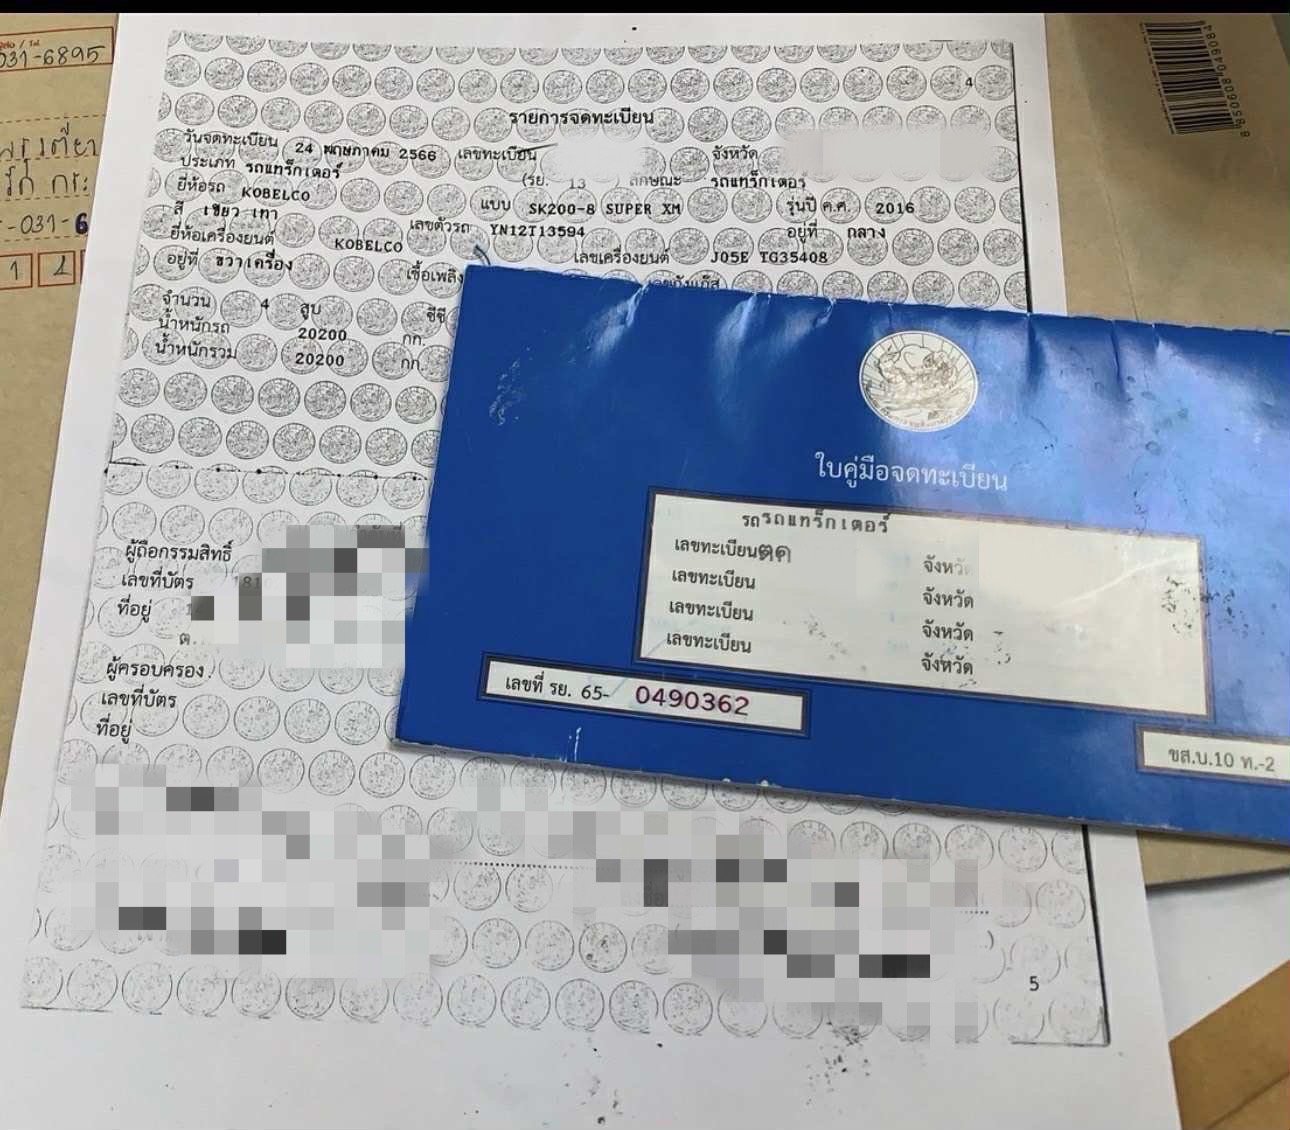 031-6895
8850608049084
4
รายการจดทะเบียน
วันจดทะเบียน 24 พฤษภาคม 2566 เลขทะเบียน จังหวัด
ประเภท รถแทร็กเตอร์ (รย. 13 ลักษณะ รถแทร็กเตอร์
ยี่ห้อรถ KOBELCO แบบ SK200-8 SUPER XM รุ่นปี ค.ศ. 2016
สี เขียว เทา เลขตัวรถ YN12T13594 อยู่ที่ กลาง
ยี่ห้อเครื่องยนต์ KOBELCO เลขเครื่องยนต์ J05E TG35408
อยู่ที่ ขวาเครื่อง เชื้อเพลิง
จำนวน 4 สูบ ซีซี
น้ำหนักรถ 20200 กก.
น้ำหนักรวม 20200 กก.
ผู้ถือกรรมสิทธิ์
เลขที่บัตร
ที่อยู่
ต.
ผู้ครอบครอง
เลขที่บัตร
ที่อยู่
5
ใบคู่มือจดทะเบียน
รถรถแทร็กเตอร์
เลขทะเบียน ตค จังหวัด
เลขทะเบียน จังหวัด
เลขทะเบียน จังหวัด
เลขทะเบียน จังหวัด
เลขที่ รย. 65- 0490362
ขส.บ.10 ท.-2